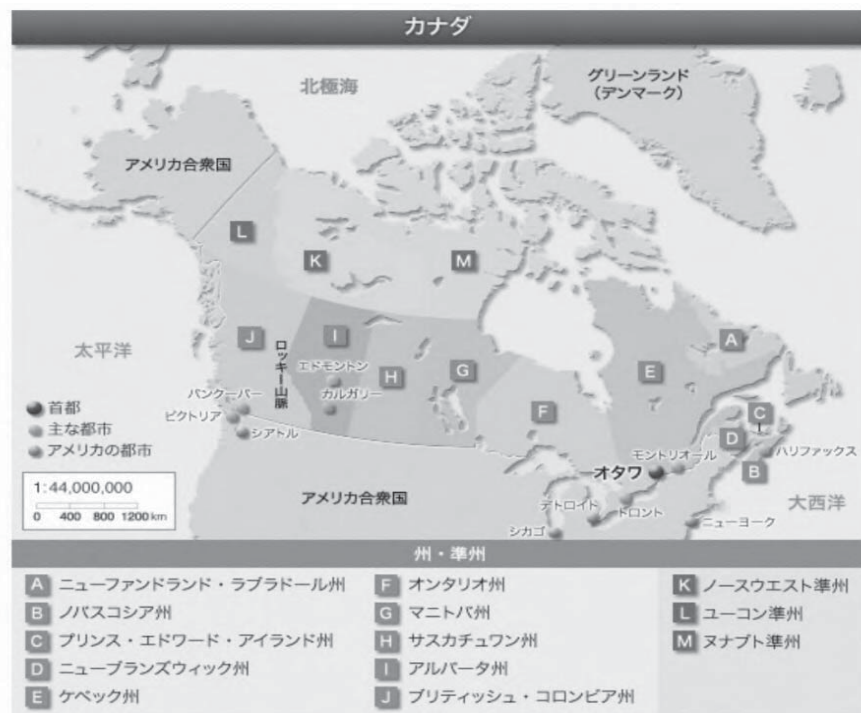 カナダ
北極海
グリーンランド
(デンマーク)
アメリカ合衆国
L
K
M
太平洋
J
ロッキー山脈
I
エドモントン
カルガリー
H
G
F
E
A
C
D
B
バンクーバー
ビクトリア
シアトル
ハリファックス
モントリオール
オタワ
大西洋
デトロイト
トロント
ニューヨーク
シカゴ
アメリカ合衆国
首都
主な都市
アメリカの都市
1:44,000,000
0 400 800 1200km
州・準州
A ニューファンドランド・ラブラドール州
B ノバスコシア州
C プリンス・エドワード・アイランド州
D ニューブランズウィック州
E ケベック州
F オンタリオ州
G マニトバ州
H サスカチュワン州
I アルバータ州
J ブリティッシュ・コロンビア州
K ノースウエスト準州
L ユーコン準州
M ヌナブト準州